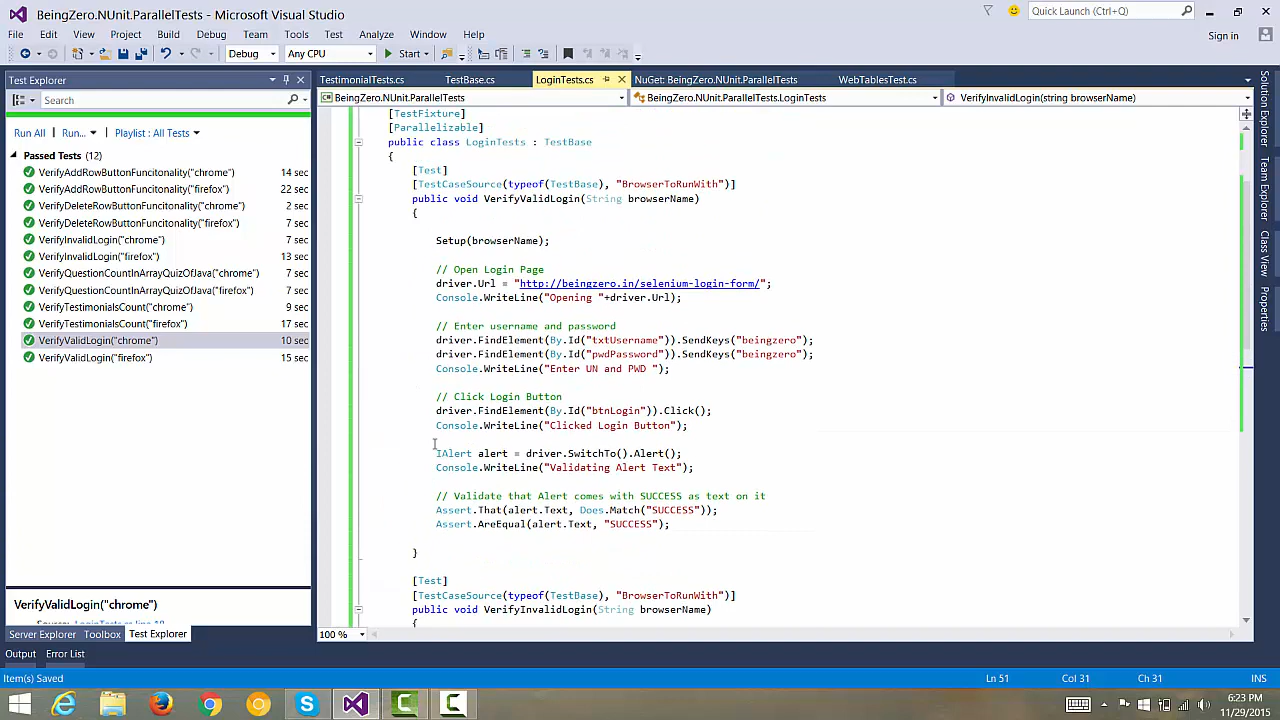 BeingZero.NUnit.ParallelTests - Microsoft Visual Studio
Quick Launch (Ctrl+Q)
File Edit View Project Build Debug Team Tools Test Analyze Window Help
Sign in
Debug Any CPU Start
Test Explorer
TestimonialTests.cs TestBase.cs LoginTests.cs NuGet: BeingZero.NUnit.ParallelTests WebTablesTest.cs
Search
BeingZero.NUnit.ParallelTests BeingZero.NUnit.ParallelTests.LoginTests VerifyInvalidLogin(string browserName)
Run All Run... Playlist : All Tests
Passed Tests (12)
VerifyAddRowButtonFuncitonality("chrome") 14 sec
VerifyAddRowButtonFuncitonality("firefox") 22 sec
VerifyDeleteRowButtonFuncitonality("chrome") 2 sec
VerifyDeleteRowButtonFuncitonality("firefox") 7 sec
VerifyInvalidLogin("chrome") 7 sec
VerifyInvalidLogin("firefox") 7 sec
VerifyQuestionCountInArrayQuizOfJava("chrome") 7 sec
VerifyQuestionCountInArrayQuizOfJava("firefox") 7 sec
VerifyTestimonialsCount("chrome") 9 sec
VerifyTestimonialsCount("firefox") 17 sec
VerifyValidLogin("chrome") 10 sec
VerifyValidLogin("firefox") 15 sec
VerifyValidLogin("chrome")
Server Explorer Toolbox Test Explorer
[TestFixture]
[Parallelizable]
public class LoginTests : TestBase
{
[Test]
[TestCaseSource(typeof(TestBase), "BrowserToRunWith")]
public void VerifyValidLogin(String browserName)
{
Setup(browserName);
// Open Login Page
driver.Url = "http://beingzero.in/selenium-login-form/";
Console.WriteLine("Opening "+driver.Url);
// Enter username and password
driver.FindElement(By.Id("txtUsername")).SendKeys("beingzero");
driver.FindElement(By.Id("pwdPassword")).SendKeys("beingzero");
Console.WriteLine("Enter UN and PWD ");
// Click Login Button
driver.FindElement(By.Id("btnLogin")).Click();
Console.WriteLine("Clicked Login Button");
IAlert alert = driver.SwitchTo().Alert();
Console.WriteLine("Validating Alert Text");
// Validate that Alert comes with SUCCESS as text on it
Assert.That(alert.Text, Does.Match("SUCCESS"));
Assert.AreEqual(alert.Text, "SUCCESS");
}
[Test]
[TestCaseSource(typeof(TestBase), "BrowserToRunWith")]
public void VerifyInvalidLogin(String browserName)
{
100 %
Solution Explorer
Team Explorer
Class View
Properties
Output Error List
Item(s) Saved Ln 51 Col 31 Ch 31 INS
6:23 PM
11/29/2015